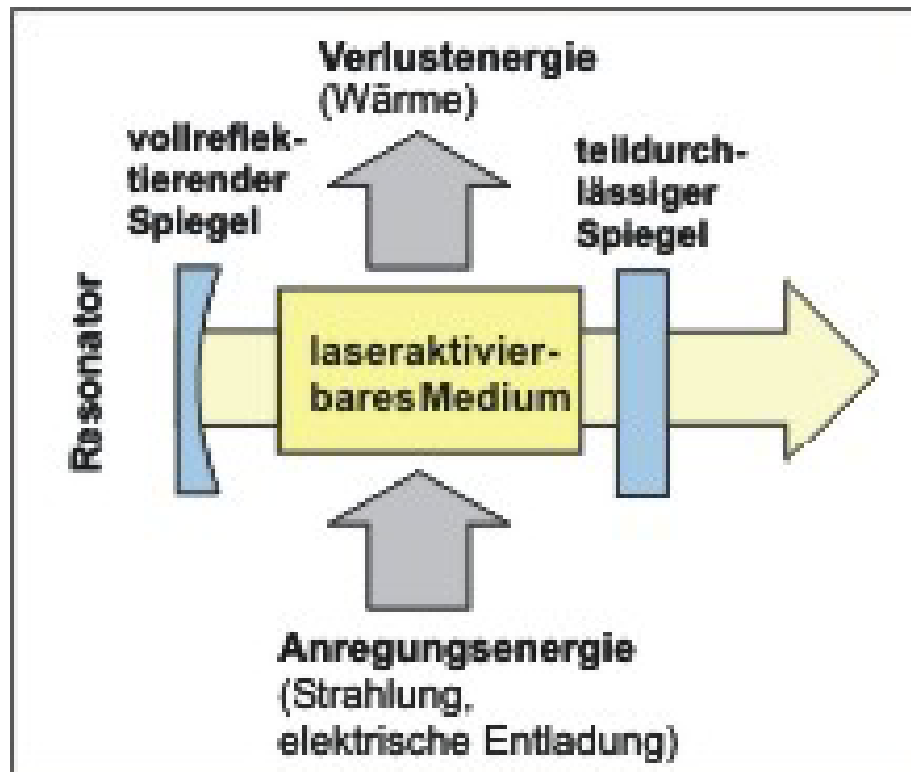 Verlustenergie
(Wärme)
vollreflek-
tierender
Spiegel
teildurch-
lässiger
Spiegel
Resonator
laseraktivier-
bares Medium
Anregungsenergie
(Strahlung,
elektrische Entladung)